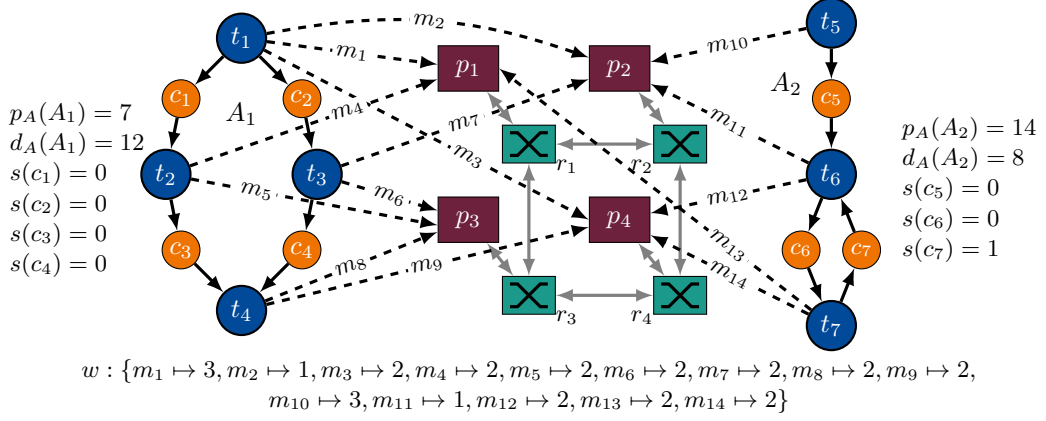 t₁ m₂ t₅
m₁ p₁ p₂ m₁₀
c₁ c₂ A₂ c₅
p_A(A₁) = 7 A₁ m₄ m₇ m₁₁ p_A(A₂) = 14
d_A(A₁) = 12 r₁ r₂ d_A(A₂) = 8
s(c₁) = 0 t₂ t₃ m₃ t₆ s(c₅) = 0
s(c₂) = 0 m₅ m₆ p₃ p₄ m₁₂ s(c₆) = 0
s(c₃) = 0 c₃ c₄ m₁₃ c₆ c₇ s(c₇) = 1
s(c₄) = 0 m₈ m₉ m₁₄
t₄ r₃ r₄ t₇
w : {m₁ ↦ 3, m₂ ↦ 1, m₃ ↦ 2, m₄ ↦ 2, m₅ ↦ 2, m₆ ↦ 2, m₇ ↦ 2, m₈ ↦ 2, m₉ ↦ 2,
m₁₀ ↦ 3, m₁₁ ↦ 1, m₁₂ ↦ 2, m₁₃ ↦ 2, m₁₄ ↦ 2}